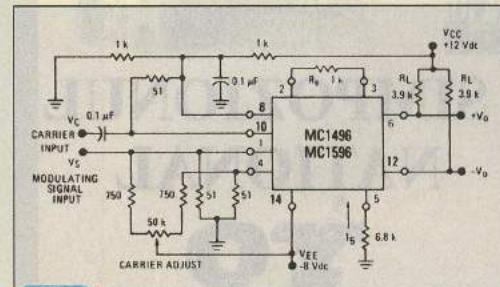 1 k
1 k
VCC
+12 Vdc
0.1 µF
51
2
Re
1 k
3
RL
3.9 k
RL
3.9 k
VC
0.1 µF
CARRIER
INPUT
8
10
1
4
MC1496
MC1596
6
+Vo
12
-Vo
VS
MODULATING
SIGNAL
INPUT
750
750
51
51
14
5
50 k
I5
6.8 k
CARRIER ADJUST
VEE
-8 Vdc